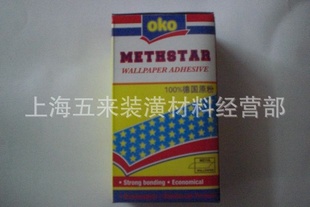 oko
METHSTAR
WALLPAPER ADHESIVE
100%德国原粉
上海五来装潢材料经营部
• Strong bonding • Economical